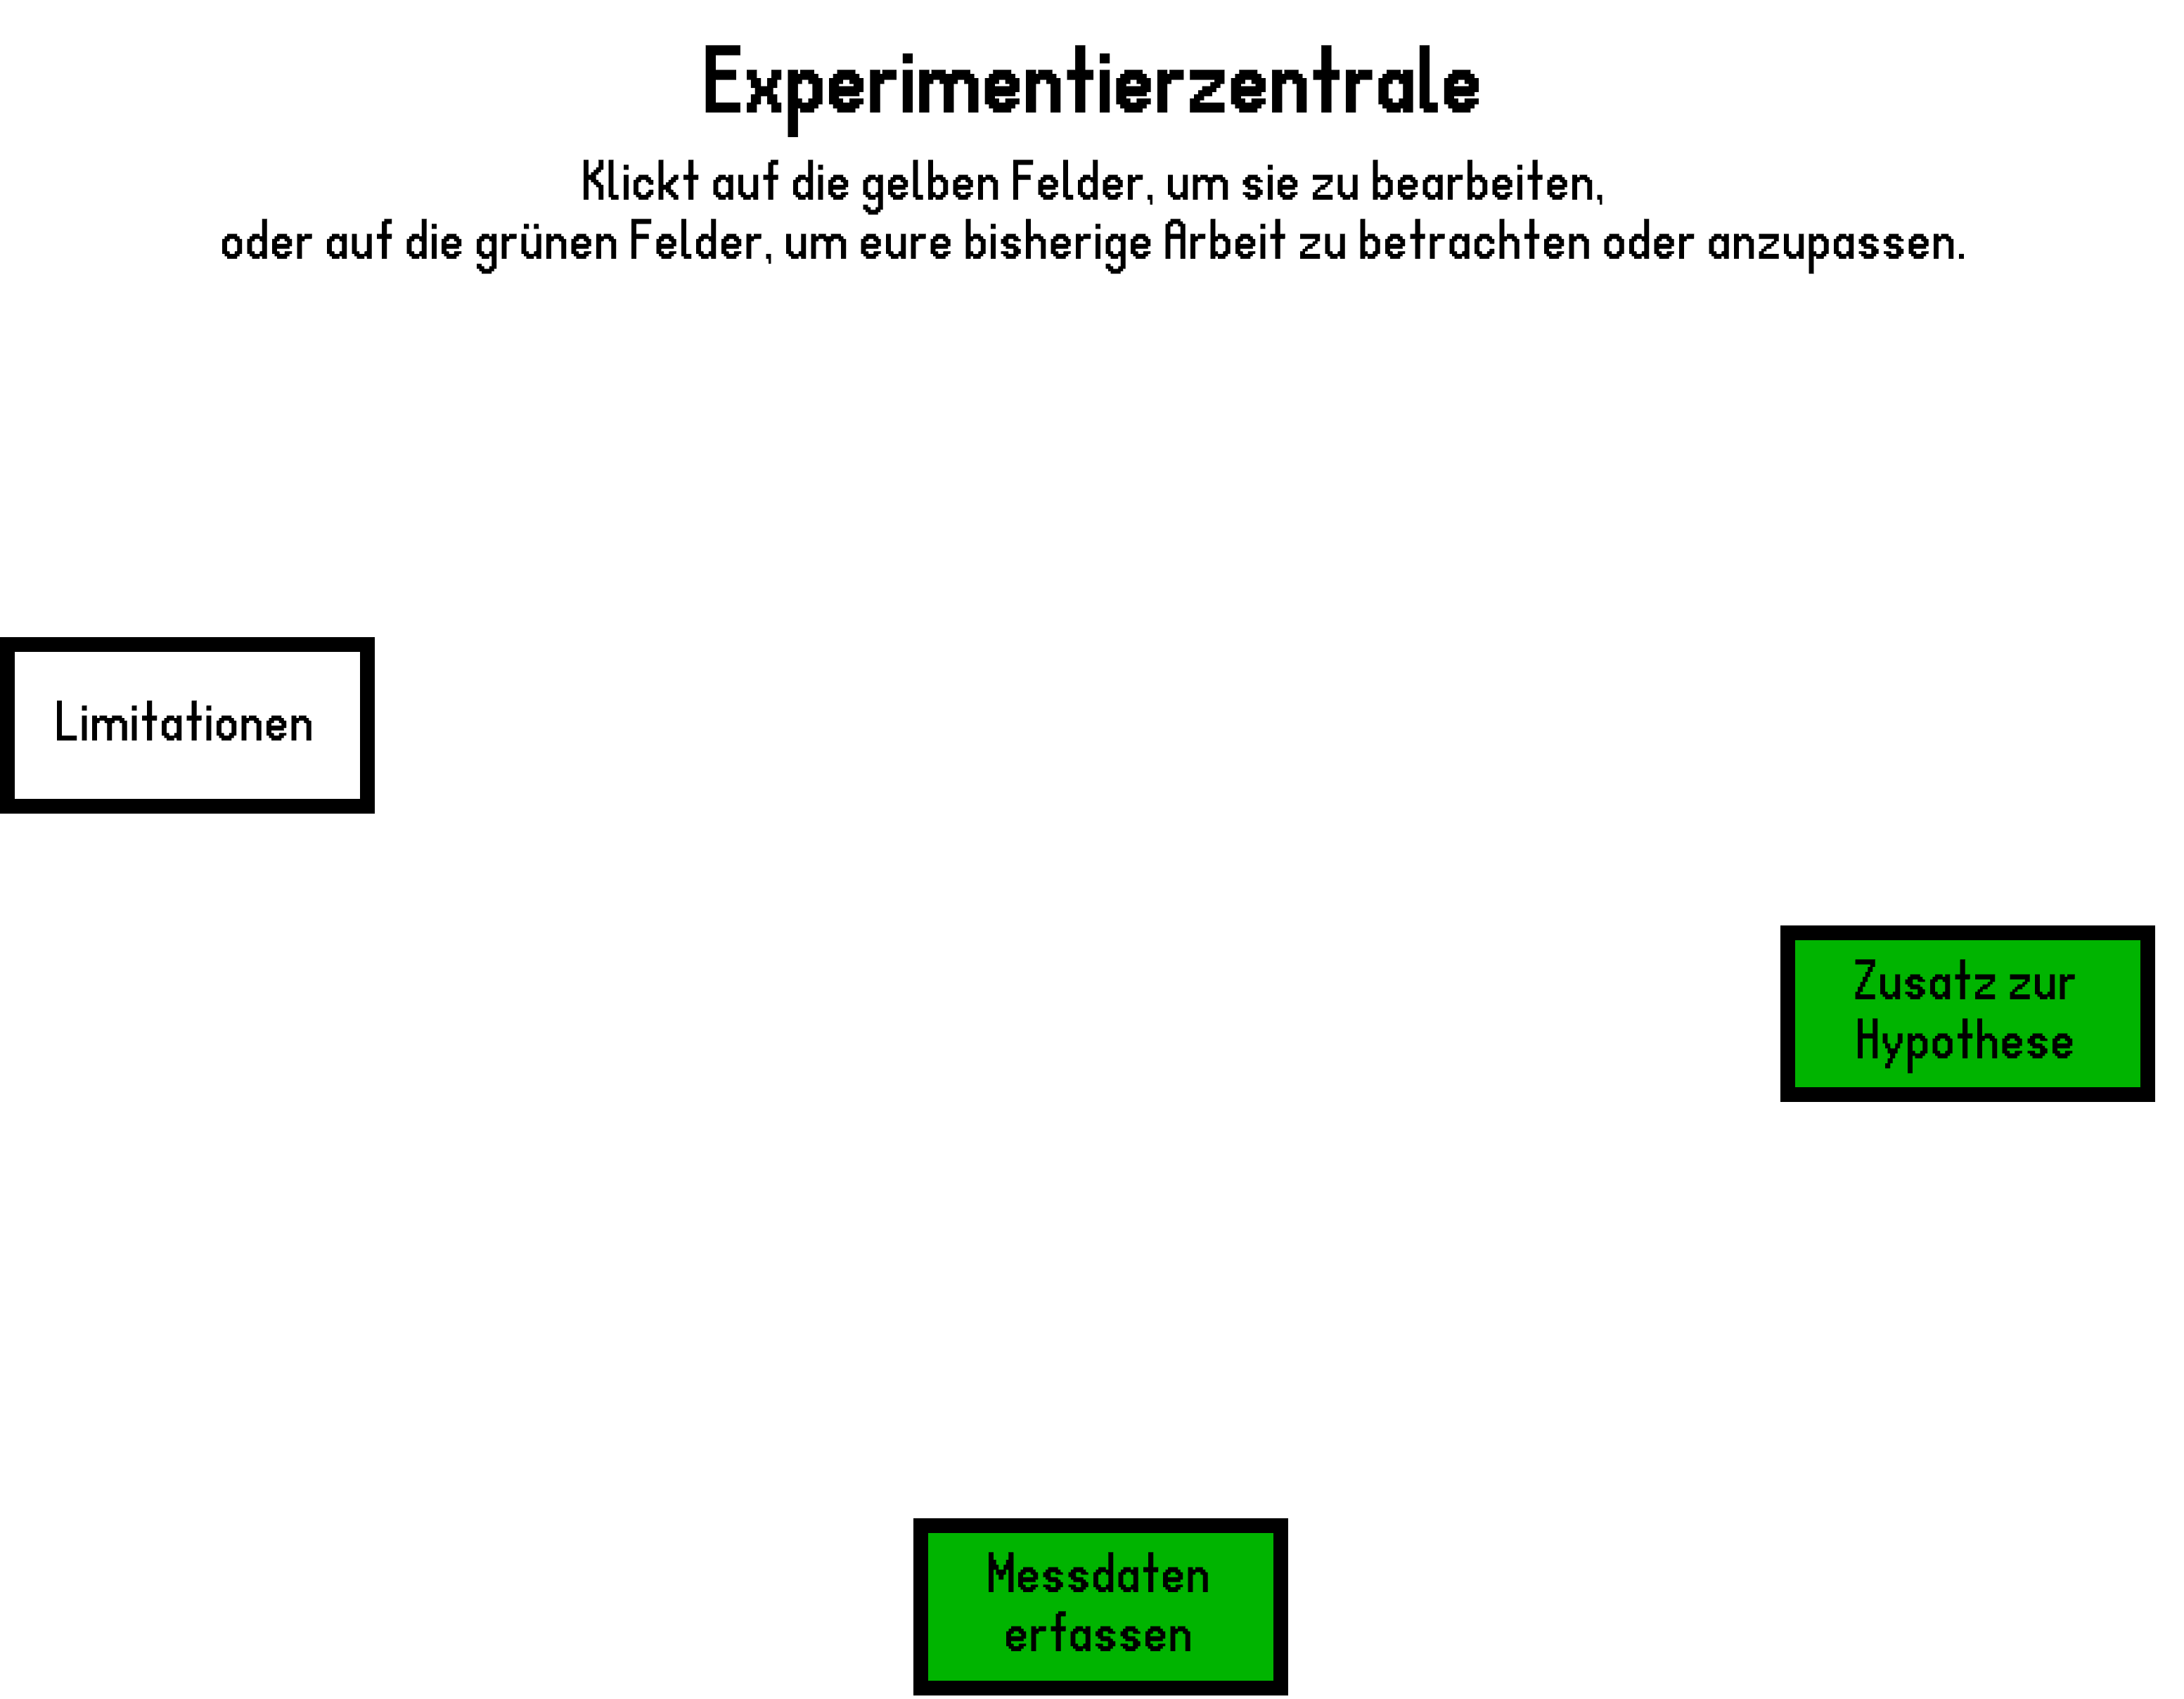 Experimentierzentrale
Klickt auf die gelben Felder, um sie zu bearbeiten,
oder auf die grünen Felder, um eure bisherige Arbeit zu betrachten oder anzupassen.
Limitationen
Zusatz zur
Hypothese
Messdaten
erfassen